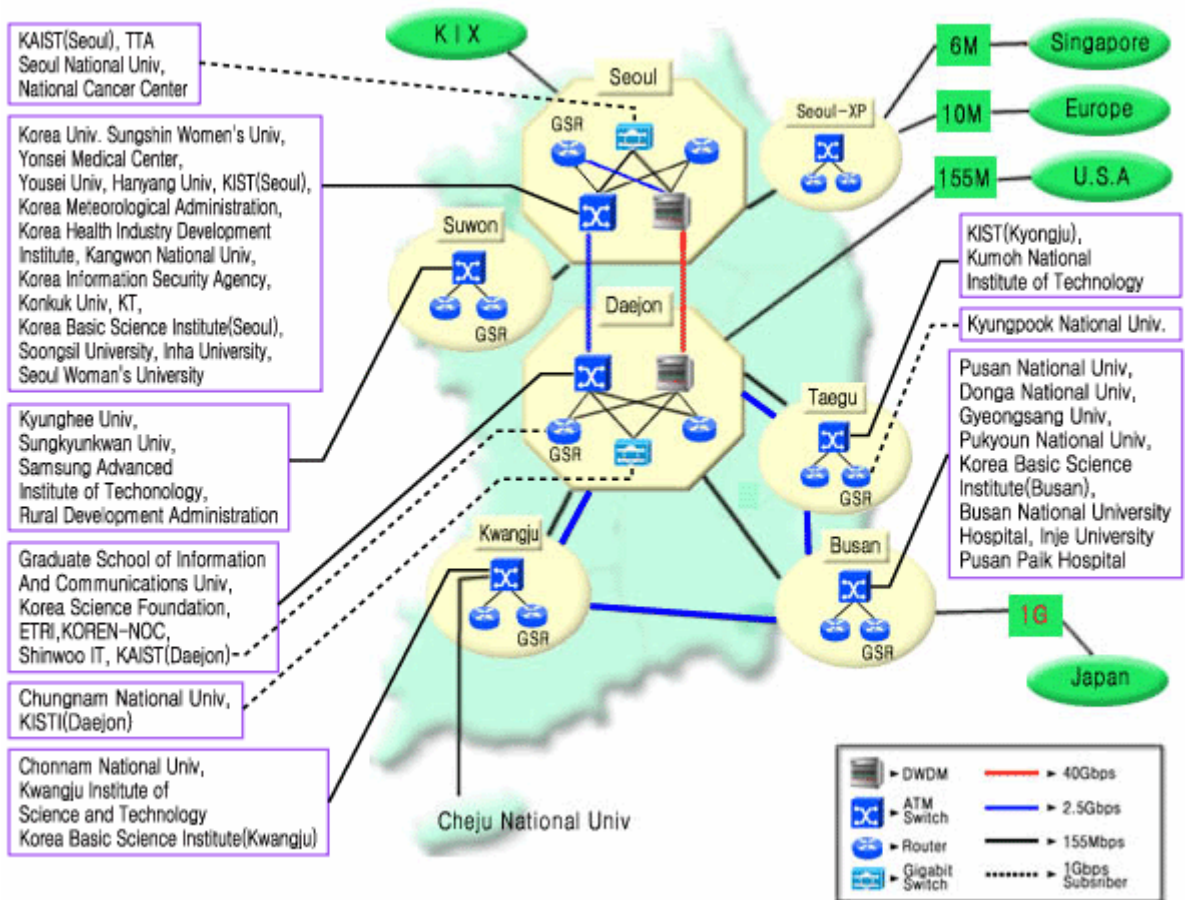 KAIST(Seoul), TTA
Seoul National Univ,
National Cancer Center
Korea Univ. Sungshin Women's Univ,
Yonsei Medical Center,
Yousei Univ, Hanyang Univ, KIST(Seoul),
Korea Meteorological Administration,
Korea Health Industry Development
Institute, Kangwon National Univ,
Korea Information Security Agency,
Konkuk Univ, KT,
Korea Basic Science Institute(Seoul),
Soongsil University, Inha University,
Seoul Woman's University
Kyunghee Univ,
Sungkyunkwan Univ,
Samsung Advanced
Institute of Techonology,
Rural Development Administration
Graduate School of Information
And Communications Univ,
Korea Science Foundation,
ETRI,KOREN-NOC,
Shinwoo IT, KAIST(Daejon)
Chungnam National Univ,
KISTI(Daejon)
Chonnam National Univ,
Kwangju Institute of
Science and Technology
Korea Basic Science Institute(Kwangju)
KIX
Seoul
GSR
Suwon
GSR
Daejon
GSR
Kwangju
GSR
Cheju National Univ
Seoul-XP
Taegu
GSR
Busan
GSR
6M
Singapore
10M
Europe
155M
U.S.A
KIST(Kyongju),
Kumoh National
Institute of Technology
Kyungpook National Univ.
Pusan National Univ,
Donga National Univ,
Gyeongsang Univ,
Pukyoun National Univ,
Korea Basic Science
Institute(Busan),
Busan National University
Hospital, Inje University
Pusan Paik Hospital
1G
Japan
DWDM
40Gbps
ATM
Switch
2.5Gbps
Router
155Mbps
Gigabit
Switch
1Gbps
Subsriber